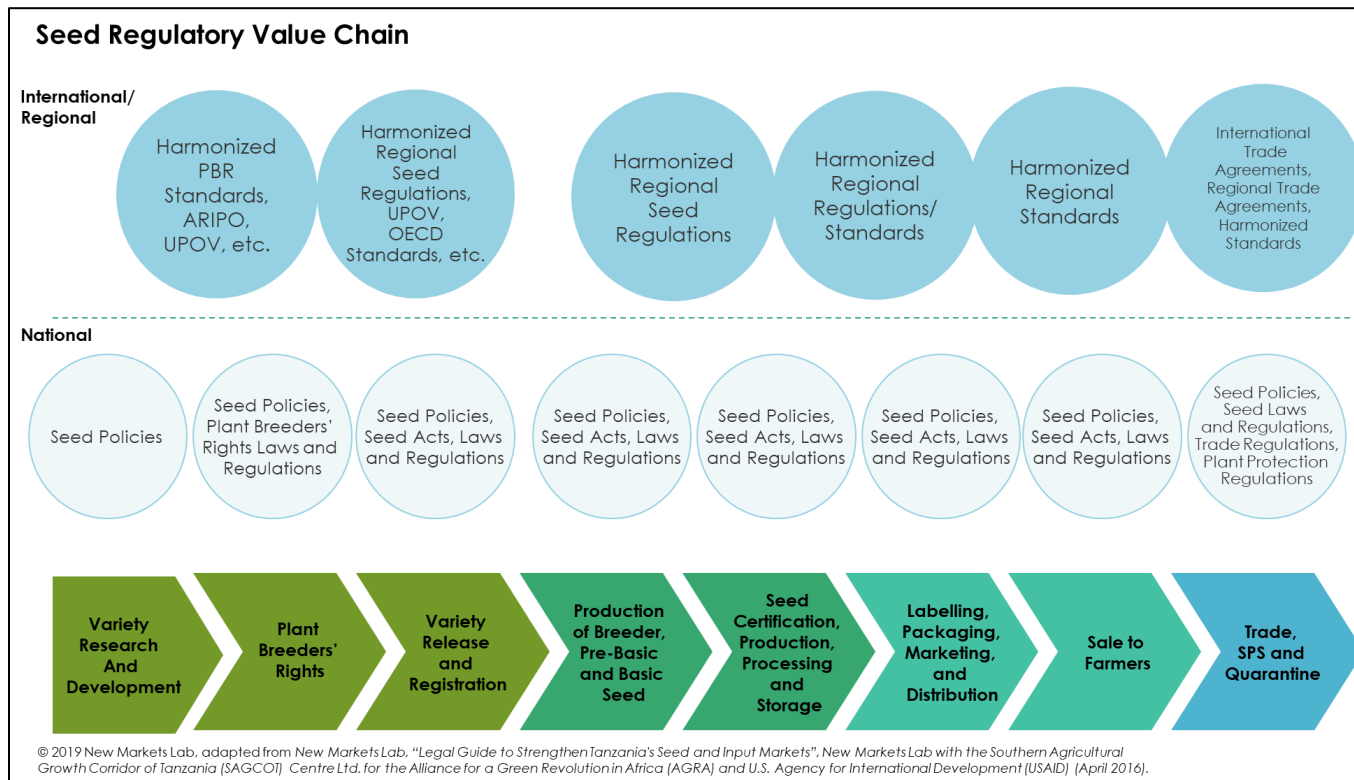 Seed Regulatory Value Chain
International/
Regional
Harmonized
PBR
Standards,
ARIPO,
UPOV, etc.
Harmonized
Regional
Seed
Regulations,
UPOV,
OECD
Standards, etc.
Harmonized
Regional
Seed
Regulations
Harmonized
Regional
Regulations/
Standards
Harmonized
Regional
Standards
International
Trade
Agreements,
Regional Trade
Agreements,
Harmonized
Standards
National
Seed Policies
Seed Policies,
Plant Breeders’
Rights Laws and
Regulations
Seed Policies,
Seed Acts, Laws
and Regulations
Seed Policies,
Seed Acts, Laws
and Regulations
Seed Policies,
Seed Acts, Laws
and Regulations
Seed Policies,
Seed Acts, Laws
and Regulations
Seed Policies,
Seed Acts, Laws
and Regulations
Seed Policies,
Seed Laws
and Regulations,
Trade Regulations,
Plant Protection
Regulations
Variety
Research
And
Development
Plant
Breeders’
Rights
Variety
Release and
Registration
Production
of Breeder,
Pre-Basic
and Basic
Seed
Seed
Certification,
Production,
Processing
and
Storage
Labelling,
Packaging,
Marketing,
and
Distribution
Sale to
Farmers
Trade,
SPS and
Quarantine
© 2019 New Markets Lab, adapted from New Markets Lab, “Legal Guide to Strengthen Tanzania's Seed and Input Markets”, New Markets Lab with the Southern Agricultural
Growth Corridor of Tanzania (SAGCOT) Centre Ltd. for the Alliance for a Green Revolution in Africa (AGRA) and U.S. Agency for International Development (USAID) (April 2016).